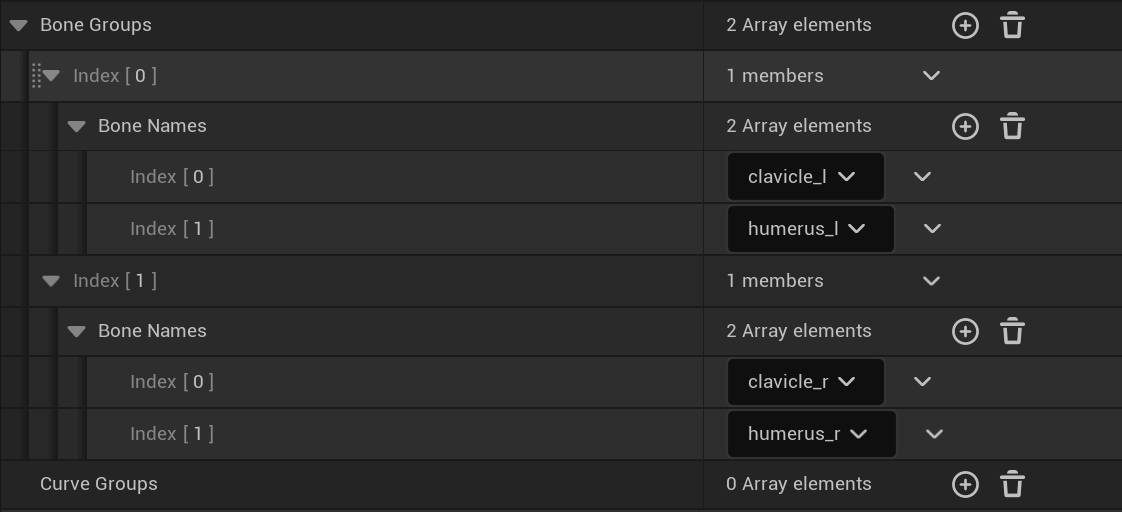 Bone Groups 2 Array elements
Index [ 0 ] 1 members
Bone Names 2 Array elements
Index [ 0 ] clavicle_l
Index [ 1 ] humerus_l
Index [ 1 ] 1 members
Bone Names 2 Array elements
Index [ 0 ] clavicle_r
Index [ 1 ] humerus_r
Curve Groups 0 Array elements